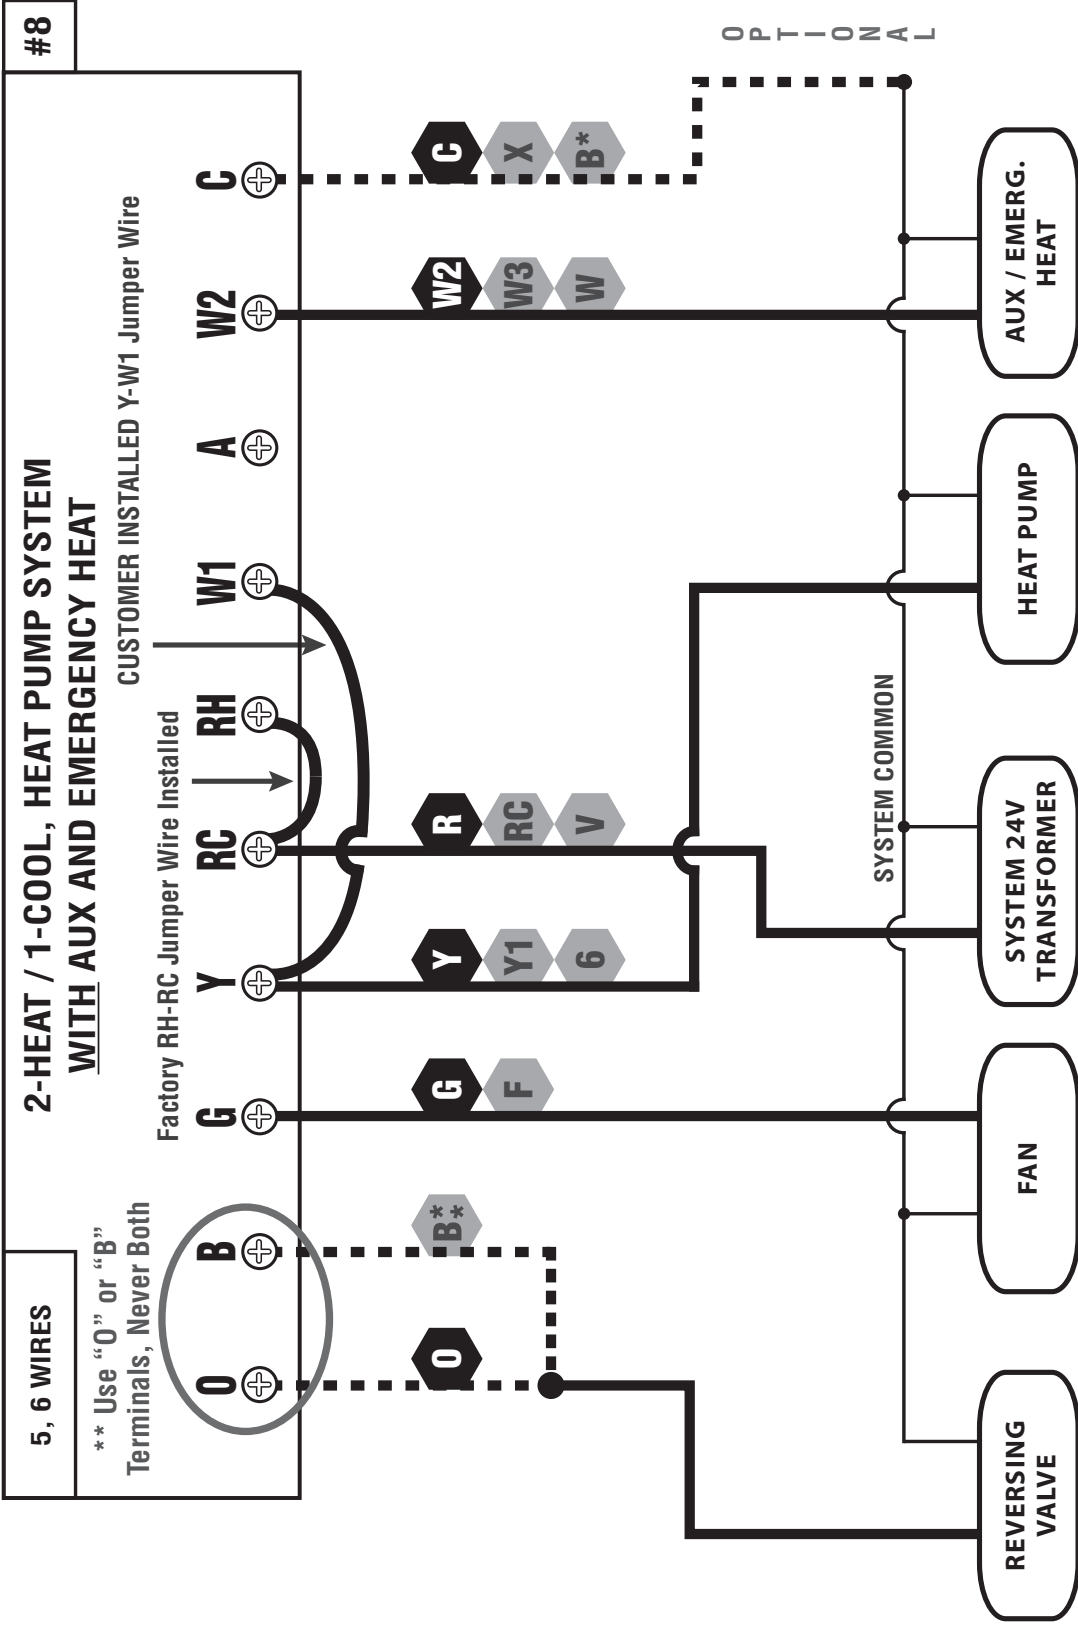 5, 6 WIRES
#8
2-HEAT / 1-COOL, HEAT PUMP SYSTEM
WITH AUX AND EMERGENCY HEAT
** Use “O” or “B”
Terminals, Never Both
CUSTOMER INSTALLED Y-W1 Jumper Wire
Factory RH-RC Jumper Wire Installed
O
B
G
Y
RC
RH
W1
A
W2
C
O
B**
G
F
Y
Y1
6
R
RC
V
W2
W3
W
C
X
B*
OPTIONAL
SYSTEM COMMON
REVERSING
VALVE
FAN
SYSTEM 24V
TRANSFORMER
HEAT PUMP
AUX / EMERG.
HEAT